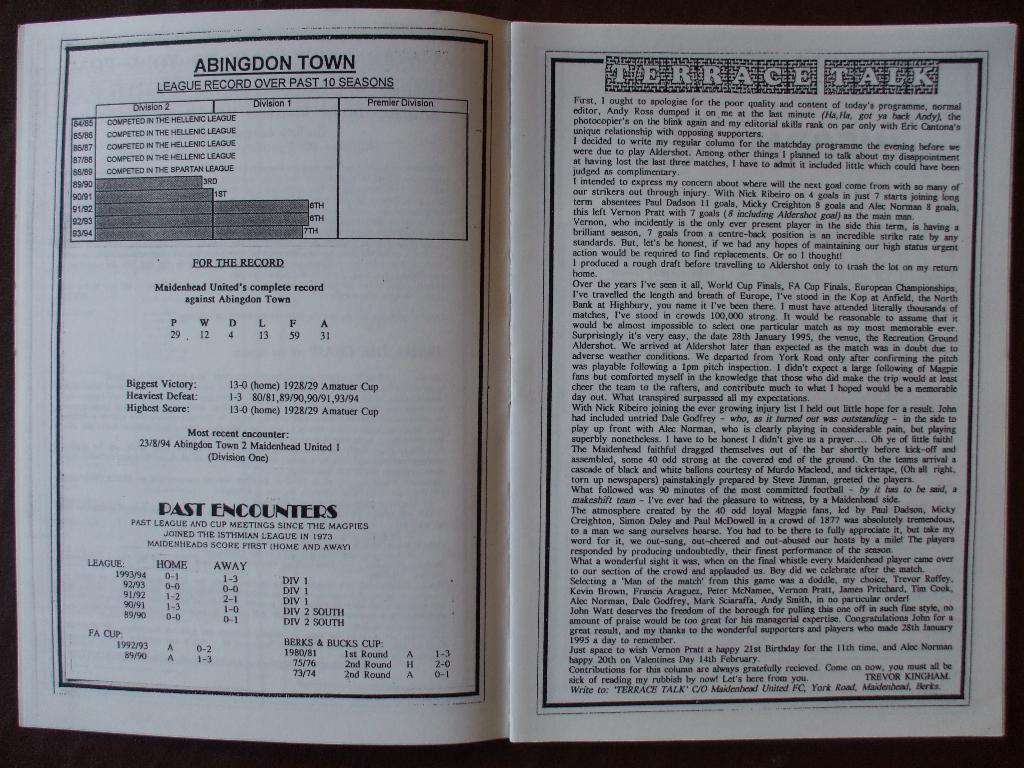 ABINGDON TOWN
LEAGUE RECORD OVER PAST 10 SEASONS
Division 2 Division 1 Premier Division
84/85 COMPETED IN THE HELLENIC LEAGUE
85/86 COMPETED IN THE HELLENIC LEAGUE
86/87 COMPETED IN THE HELLENIC LEAGUE
87/88 COMPETED IN THE HELLENIC LEAGUE
88/89 COMPETED IN THE SPARTAN LEAGUE
89/90 3RD
90/91 1ST
91/92 8TH
92/93 6TH
93/94 7TH
FOR THE RECORD
Maidenhead United's complete record
against Abingdon Town
P W D L F A
29 12 4 13 59 31
Biggest Victory: 13-0 (home) 1928/29 Amatuer Cup
Heaviest Defeat: 1-3 80/81,89/90,90/91,93/94
Highest Score: 13-0 (home) 1928/29 Amatuer Cup
Most recent encounter:
23/8/94 Abingdon Town 2 Maidenhead United 1
(Division One)
PAST ENCOUNTERS
PAST LEAGUE AND CUP MEETINGS SINCE THE MAGPIES
JOINED THE ISTHMIAN LEAGUE IN 1973
MAIDENHEADS SCORE FIRST (HOME AND AWAY)
LEAGUE: HOME AWAY
1993/94 0-1 1-3 DIV 1
92/93 0-0 0-0 DIV 1
91/92 1-2 2-1 DIV 1
90/91 1-3 1-0 DIV 2 SOUTH
89/90 0-0 0-1 DIV 2 SOUTH
FA CUP:
1992/93 A 0-2
89/90 A 1-3
BERKS & BUCKS CUP:
1980/81 1st Round A 1-3
75/76 2nd Round H 2-0
73/74 2nd Round A 0-1
TERRACE TALK
First, I ought to apologise for the poor quality and content of today's programme, normal
editor, Andy Ross dumped it on me at the last minute (Ha,Ha, got ya back Andy), the
photocopier's on the blink again and my editorial skills rank on par only with Eric Cantona's
unique relationship with opposing supporters.
I decided to write my regular column for the matchday programme the evening before we
were due to play Aldershot. Among other things I planned to talk about my disappointment
at having lost the last three matches, I have to admit it included little which could have been
judged as complimentary.
I intended to express my concern about where will the next goal come from with so many of
our strikers out through injury. With Nick Ribeiro on 4 goals in just 7 starts joining long
term absentees Paul Dadson 11 goals, Micky Creighton 8 goals and Alec Norman 8 goals,
this left Vernon Pratt with 7 goals ( 8 including Aldershot goal) as the main man.
Vernon, who incidently is the only ever present player in the side this term, is having a
brilliant season, 7 goals from a centre-back position is an incredible strike rate by any
standards. But, let's be honest, if we had any hopes of maintaining our high status urgent
action would be required to find replacements. Or so I thought!
I produced a rough draft before travelling to Aldershot only to trash the lot on my return
home.
Over the years I've seen it all, World Cup Finals, FA Cup Finals, European Championships,
I've travelled the length and breath of Europe, I've stood in the Kop at Anfield, the North
Bank at Highbury, you name it I've been there. I must have attended literally thousands of
matches, I've stood in crowds 100,000 strong. It would be reasonable to assume that it
would be almost impossible to select one particular match as my most memorable ever.
Surprisingly it's very easy, the date 28th January 1995, the venue, the Recreation Ground
Aldershot. We arrived at Aldershot later than expected as the match was in doubt due to
adverse weather conditions. We departed from York Road only after confirming the pitch
was playable following a 1pm pitch inspection. I didn't expect a large following of Magpie
fans but comforted myself in the knowledge that those who did make the trip would at least
cheer the team to the rafters, and contribute much to what I hoped would be a memorable
day out. What transpired surpassed all my expectations.
With Nick Ribeiro joining the ever growing injury list I held out little hope for a result. John
had included untried Dale Godfrey - who, as it turned out was outstanding - in the side to
play up front with Alec Norman, who is clearly playing in considerable pain, but playing
superbly nonetheless. I have to be honest I didn't give us a prayer.... Oh ye of little faith!
The Maidenhead faithful dragged themselves out of the bar shortly before kick-off and
assembled, some 40 odd strong at the covered end of the ground. On the teams arrival a
cascade of black and white ballons courtesy of Murdo Macleod, and tickertape, (Oh all right,
torn up newspapers) painstakingly prepared by Steve Jinman, greeted the players.
What followed was 90 minutes of the most committed football - by it has to be said, a
makeshift team - I've ever had the pleasure to witness, by a Maidenhead side.
The atmosphere created by the 40 odd loyal Magpie fans, led by Paul Dadson, Micky
Creighton, Simon Daley and Paul McDowell in a crowd of 1877 was absolutely tremendous,
to a man we sang ourselves hoarse. You had to be there to fully appreciate it, but take my
word for it, we out-sung, out-cheered and out-abused our hosts by a mile! The players
responded by producing undoubtedly, their finest performance of the season.
What a wonderful sight it was, when on the final whistle every Maidenhead player came over
to our section of the crowd and applauded us. Boy did we celebrate after the match.
Selecting a 'Man of the match' from this game was a doddle, my choice, Trevor Roffey,
Kevin Brown, Francis Araguez, Peter McNamee, Vernon Pratt, James Pritchard, Tim Cook,
Alec Norman, Dale Godfrey, Mark Sciaraffa, Andy Smith, in no particular order!
John Watt deserves the freedom of the borough for pulling this one off in such fine style, no
amount of praise would be too great for his managerial expertise. Congratulations John for a
great result, and my thanks to the wonderful supporters and players who made 28th January
1995 a day to remember.
Just space to wish Vernon Pratt a happy 21st Birthday for the 11th time, and Alec Norman
happy 20th on Valentines Day 14th February.
Contributions for this column are always gratefully recieved. Come on now, you must all be
sick of reading my rubbish by now! Let's here from you. TREVOR KINGHAM.
Write to: 'TERRACE TALK' C/O Maidenhead United FC, York Road, Maidenhead, Berks.